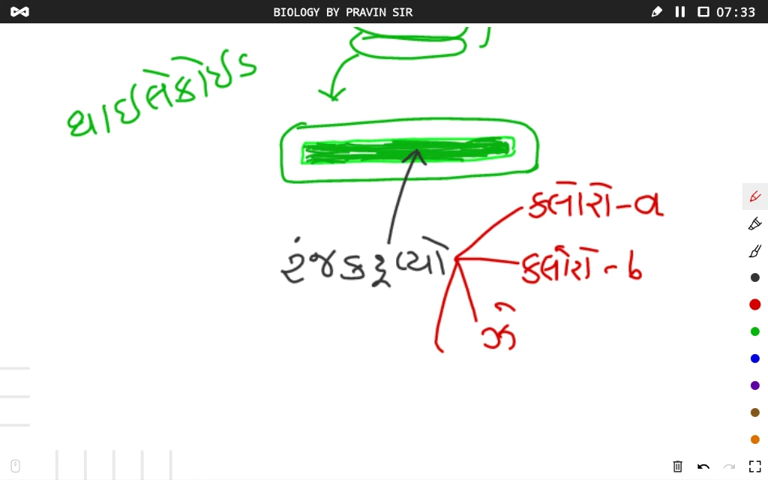 BIOLOGY BY PRAVIN SIR
07:33
થાઇલેકોઇડ
ક્લોરો-a
રંજકદ્રવ્યો
ક્લોરો-b
ઝે